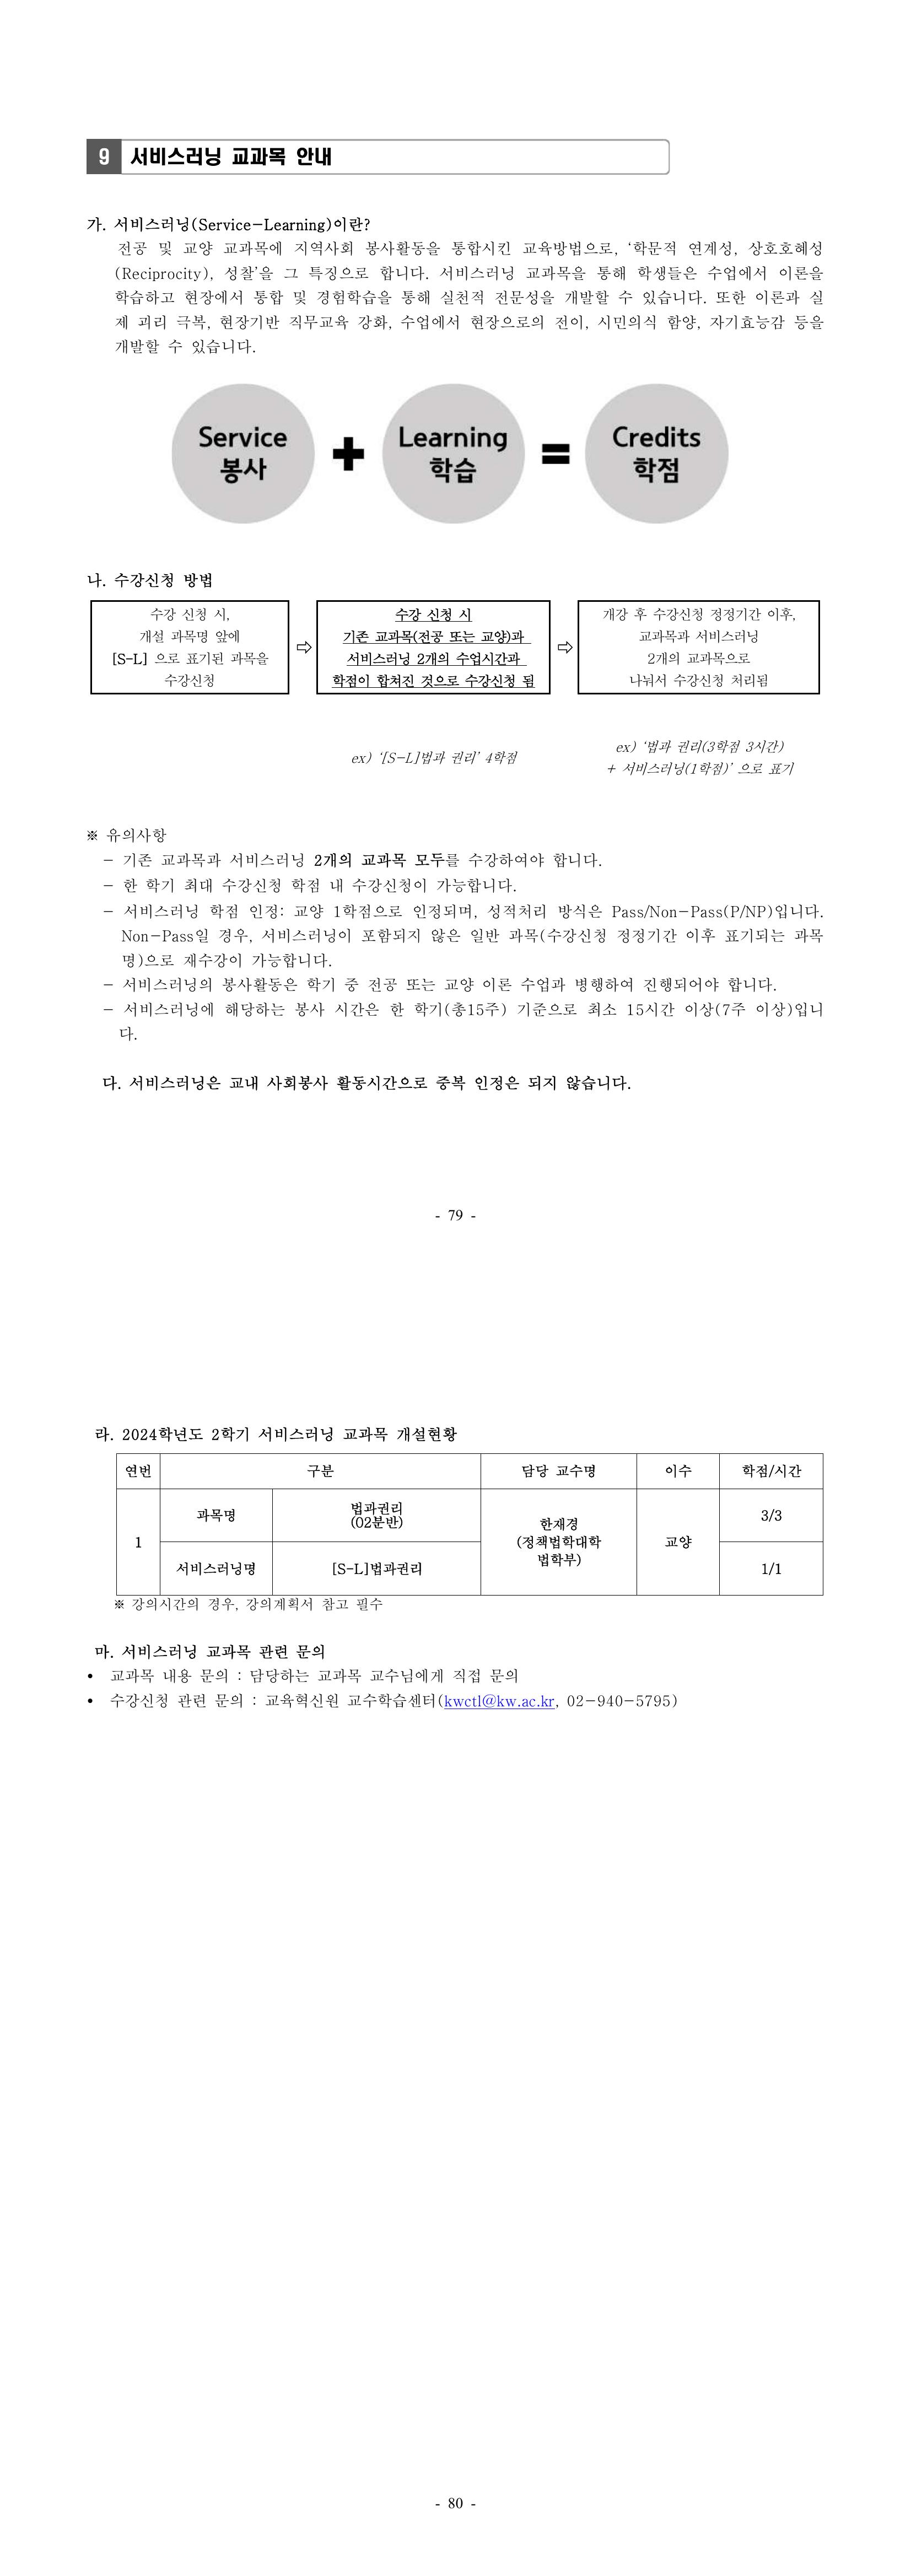 9 서비스러닝 교과목 안내
가. 서비스러닝(Service-Learning)이란?
전공 및 교양 교과목에 지역사회 봉사활동을 통합시킨 교육방법으로, ‘학문적 연계성, 상호호혜성
(Reciprocity), 성찰’을 그 특징으로 합니다. 서비스러닝 교과목을 통해 학생들은 수업에서 이론을
학습하고 현장에서 통합 및 경험학습을 통해 실천적 전문성을 개발할 수 있습니다. 또한 이론과 실
제 괴리 극복, 현장기반 직무교육 강화, 수업에서 현장으로의 전이, 시민의식 함양, 자기효능감 등을
개발할 수 있습니다.
Service + Learning = Credits
봉사 학습 학점
나. 수강신청 방법
수강 신청 시,
개설 과목명 앞에
[S-L] 으로 표기된 과목을
수강신청
⇨
수강 신청 시
기존 교과목(전공 또는 교양)과
서비스러닝 2개의 수업시간과
학점이 합쳐진 것으로 수강신청 됨
⇨
개강 후 수강신청 정정기간 이후,
교과목과 서비스러닝
2개의 교과목으로
나눠서 수강신청 처리됨
ex) ‘[S-L]법과 권리’ 4학점
ex) ‘법과 권리(3학점 3시간)
+ 서비스러닝(1학점)’ 으로 표기
※ 유의사항
- 기존 교과목과 서비스러닝 2개의 교과목 모두를 수강하여야 합니다.
- 한 학기 최대 수강신청 학점 내 수강신청이 가능합니다.
- 서비스러닝 학점 인정: 교양 1학점으로 인정되며, 성적처리 방식은 Pass/Non-Pass(P/NP)입니다.
Non-Pass일 경우, 서비스러닝이 포함되지 않은 일반 과목(수강신청 정정기간 이후 표기되는 과목
명)으로 재수강이 가능합니다.
- 서비스러닝의 봉사활동은 학기 중 전공 또는 교양 이론 수업과 병행하여 진행되어야 합니다.
- 서비스러닝에 해당하는 봉사 시간은 한 학기(총15주) 기준으로 최소 15시간 이상(7주 이상)입니
다.
다. 서비스러닝은 교내 사회봉사 활동시간으로 중복 인정은 되지 않습니다.
- 79 -
라. 2024학년도 2학기 서비스러닝 교과목 개설현황
연번 구분 담당 교수명 이수 학점/시간
1
과목명
법과권리
(02분반)
한재경
(정책법학대학
법학부)
교양
3/3
서비스러닝명 [S-L]법과권리 1/1
※ 강의시간의 경우, 강의계획서 참고 필수
마. 서비스러닝 교과목 관련 문의
• 교과목 내용 문의 : 담당하는 교과목 교수님에게 직접 문의
• 수강신청 관련 문의 : 교육혁신원 교수학습센터(kwctl@kw.ac.kr, 02-940-5795)
- 80 -